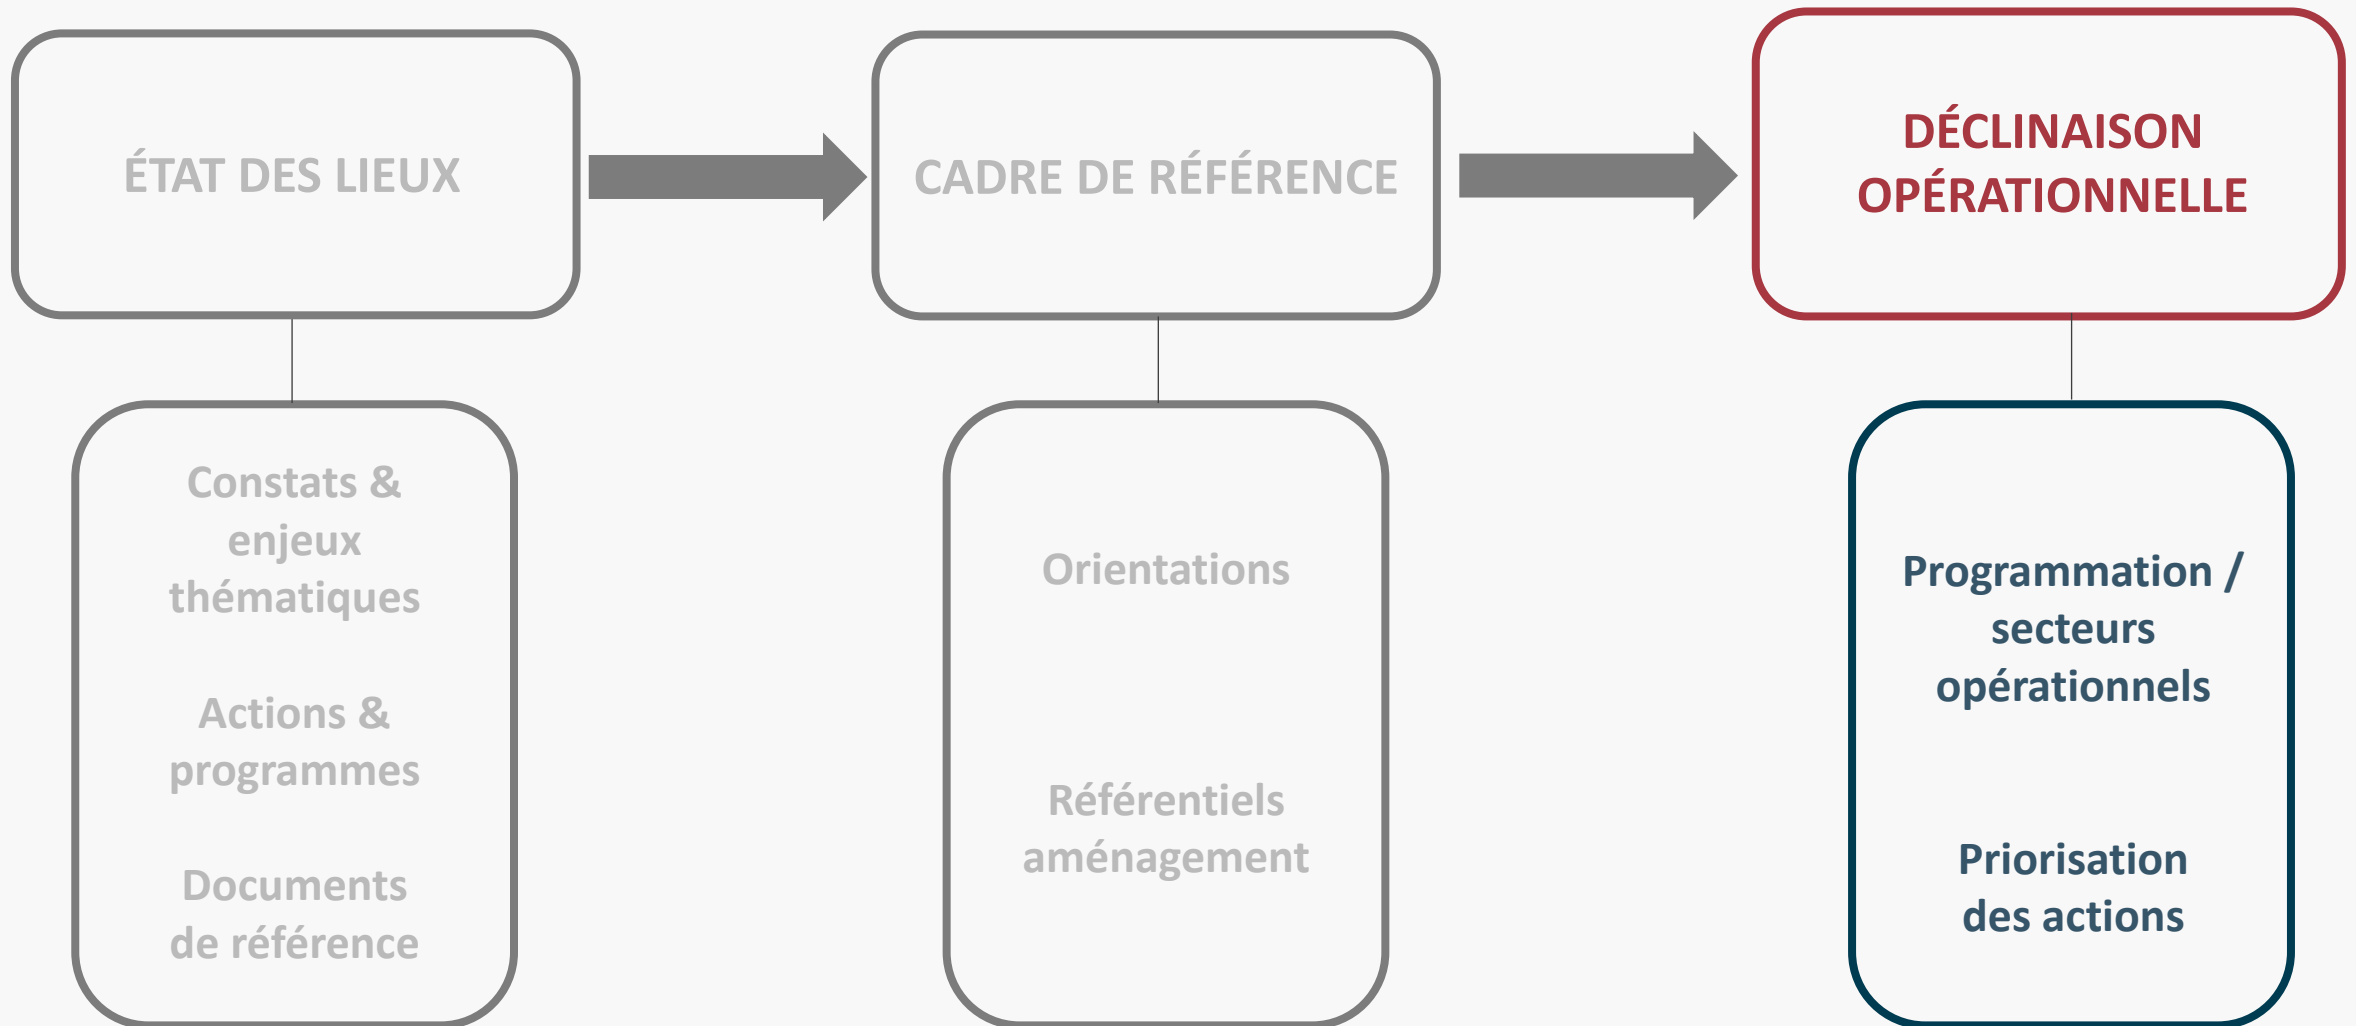 ÉTAT DES LIEUX
CADRE DE RÉFÉRENCE
DÉCLINAISON
OPÉRATIONNELLE
Constats &
enjeux
thématiques
Actions &
programmes
Documents
de référence
Orientations
Référentiels
aménagement
Programmation /
secteurs
opérationnels
Priorisation
des actions